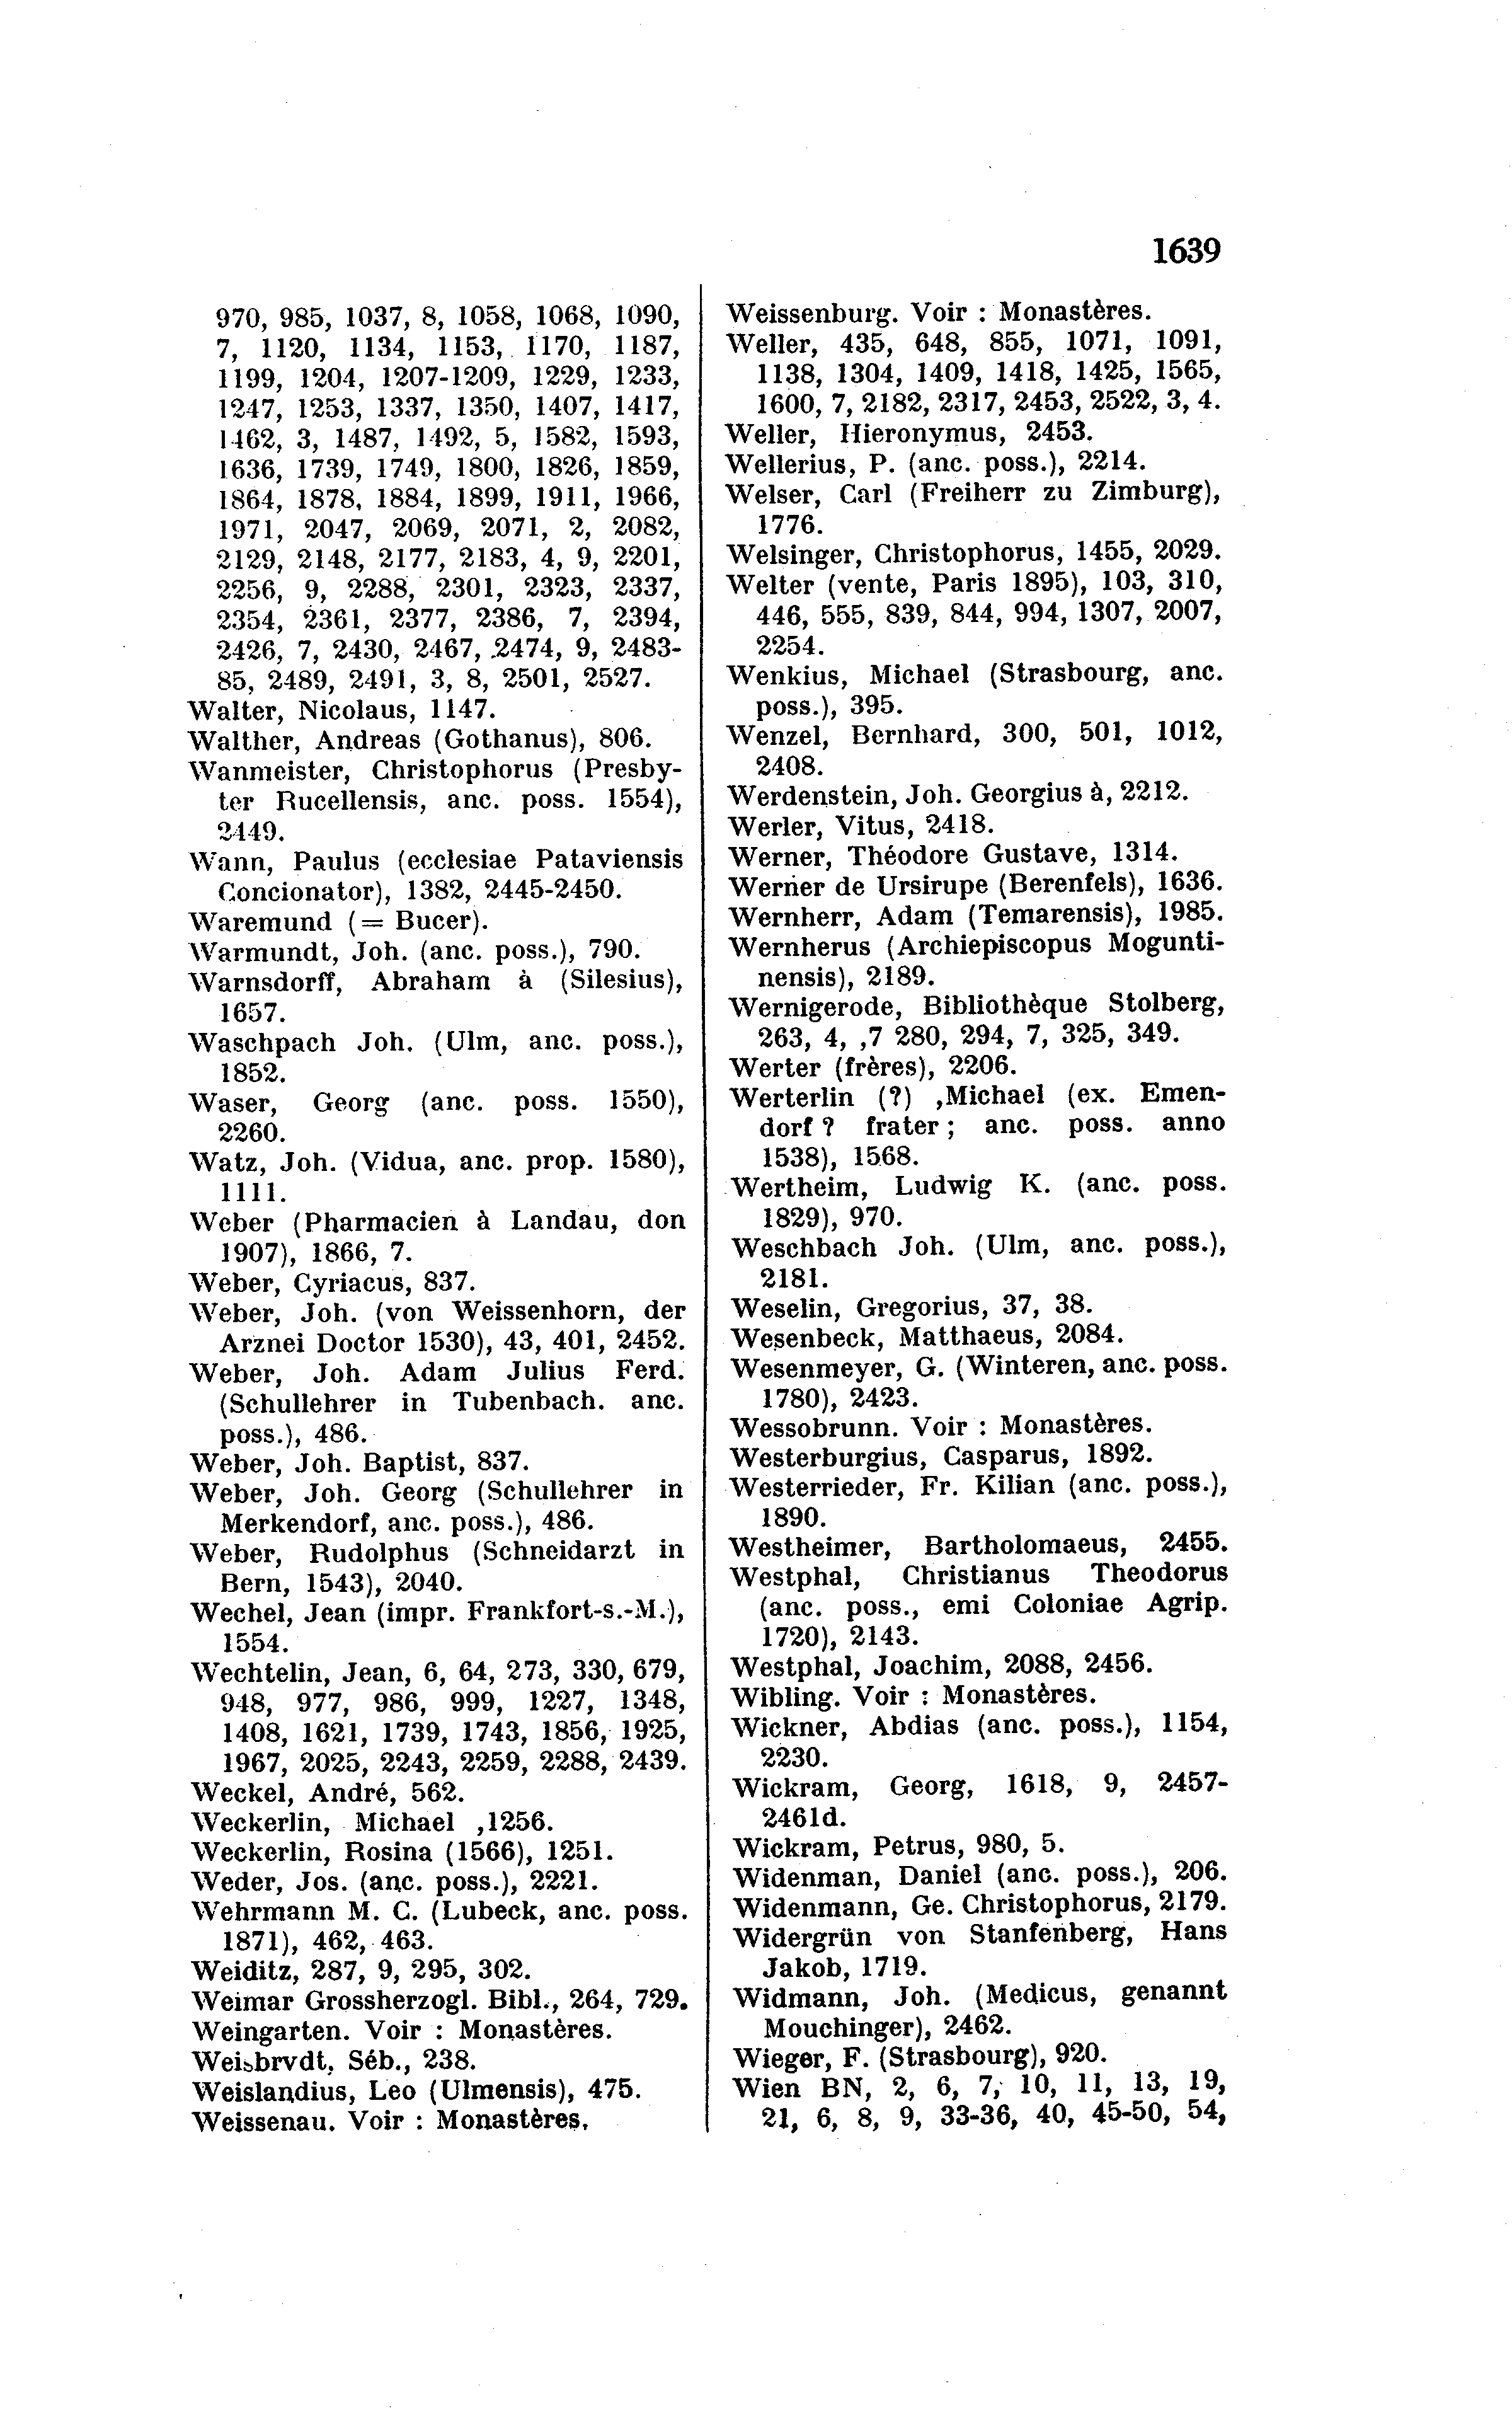 1639
970, 985, 1037, 8, 1058, 1068, 1090,
7, 1120, 1134, 1153, 1170, 1187,
1199, 1204, 1207-1209, 1229, 1233,
1247, 1253, 1337, 1350, 1407, 1417,
1462, 3, 1487, 1492, 5, 1582, 1593,
1636, 1739, 1749, 1800, 1826, 1859,
1864, 1878, 1884, 1899, 1911, 1966,
1971, 2047, 2069, 2071, 2, 2082,
2129, 2148, 2177, 2183, 4, 9, 2201,
2256, 9, 2288, 2301, 2323, 2337,
2354, 2361, 2377, 2386, 7, 2394,
2426, 7, 2430, 2467, 2474, 9, 2483-
85, 2489, 2491, 3, 8, 2501, 2527.
Walter, Nicolaus, 1147.
Walther, Andreas (Gothanus), 806.
Wanmeister, Christophorus (Presby-
ter Rucellensis, anc. poss. 1554),
2449.
Wann, Paulus (ecclesiae Pataviensis
Concionator), 1382, 2445-2450.
Waremund (= Bucer).
Warmundt, Joh. (anc. poss.), 790.
Warnsdorff, Abraham à (Silesius),
1657.
Waschpach Joh. (Ulm, anc. poss.),
1852.
Waser, Georg (anc. poss. 1550),
2260.
Watz, Joh. (Vidua, anc. prop. 1580),
1111.
Weber (Pharmacien à Landau, don
1907), 1866, 7.
Weber, Cyriacus, 837.
Weber, Joh. (von Weissenhorn, der
Arznei Doctor 1530), 43, 401, 2452.
Weber, Joh. Adam Julius Ferd.
(Schullehrer in Tubenbach. anc.
poss.), 486.
Weber, Joh. Baptist, 837.
Weber, Joh. Georg (Schullehrer in
Merkendorf, anc. poss.), 486.
Weber, Rudolphus (Schneidarzt in
Bern, 1543), 2040.
Wechel, Jean (impr. Frankfort-s.-M.),
1554.
Wechtelin, Jean, 6, 64, 273, 330, 679,
948, 977, 986, 999, 1227, 1348,
1408, 1621, 1739, 1743, 1856, 1925,
1967, 2025, 2243, 2259, 2288, 2439.
Weckel, André, 562.
Weckerlin, Michael ,1256.
Weckerlin, Rosina (1566), 1251.
Weder, Jos. (anc. poss.), 2221.
Wehrmann M. C. (Lubeck, anc. poss.
1871), 462, 463.
Weiditz, 287, 9, 295, 302.
Weimar Grossherzogl. Bibl., 264, 729.
Weingarten. Voir : Monastères.
Weisbrvdt, Séb., 238.
Weislandius, Leo (Ulmensis), 475.
Weissenau. Voir : Monastères.
Weissenburg. Voir : Monastères.
Weller, 435, 648, 855, 1071, 1091,
1138, 1304, 1409, 1418, 1425, 1565,
1600, 7, 2182, 2317, 2453, 2522, 3, 4.
Weller, Hieronymus, 2453.
Wellerius, P. (anc. poss.), 2214.
Welser, Carl (Freiherr zu Zimburg),
1776.
Welsinger, Christophorus, 1455, 2029.
Welter (vente, Paris 1895), 103, 310,
446, 555, 839, 844, 994, 1307, 2007,
2254.
Wenkius, Michael (Strasbourg, anc.
poss.), 395.
Wenzel, Bernhard, 300, 501, 1012,
2408.
Werdenstein, Joh. Georgius à, 2212.
Werler, Vitus, 2418.
Werner, Théodore Gustave, 1314.
Werner de Ursirupe (Berenfels), 1636.
Wernherr, Adam (Temarensis), 1985.
Wernherus (Archiepiscopus Mogunti-
nensis), 2189.
Wernigerode, Bibliothèque Stolberg,
263, 4, ,7 280, 294, 7, 325, 349.
Werter (frères), 2206.
Werterlin (?) ,Michael (ex. Emen-
dorf ? frater ; anc. poss. anno
1538), 1568.
Wertheim, Ludwig K. (anc. poss.
1829), 970.
Weschbach Joh. (Ulm, anc. poss.),
2181.
Weselin, Gregorius, 37, 38.
Wesenbeck, Matthaeus, 2084.
Wesenmeyer, G. (Winteren, anc. poss.
1780), 2423.
Wessobrunn. Voir : Monastères.
Westerburgius, Casparus, 1892.
Westerrieder, Fr. Kilian (anc. poss.),
1890.
Westheimer, Bartholomaeus, 2455.
Westphal, Christianus Theodorus
(anc. poss., emi Coloniae Agrip.
1720), 2143.
Westphal, Joachim, 2088, 2456.
Wibling. Voir : Monastères.
Wickner, Abdias (anc. poss.), 1154,
2230.
Wickram, Georg, 1618, 9, 2457-
2461d.
Wickram, Petrus, 980, 5.
Widenman, Daniel (anc. poss.), 206.
Widenmann, Ge. Christophorus, 2179.
Widergrün von Stanfenberg, Hans
Jakob, 1719.
Widmann, Joh. (Medicus, genannt
Mouchinger), 2462.
Wieger, F. (Strasbourg), 920.
Wien BN, 2, 6, 7, 10, 11, 13, 19,
21, 6, 8, 9, 33-36, 40, 45-50, 54,